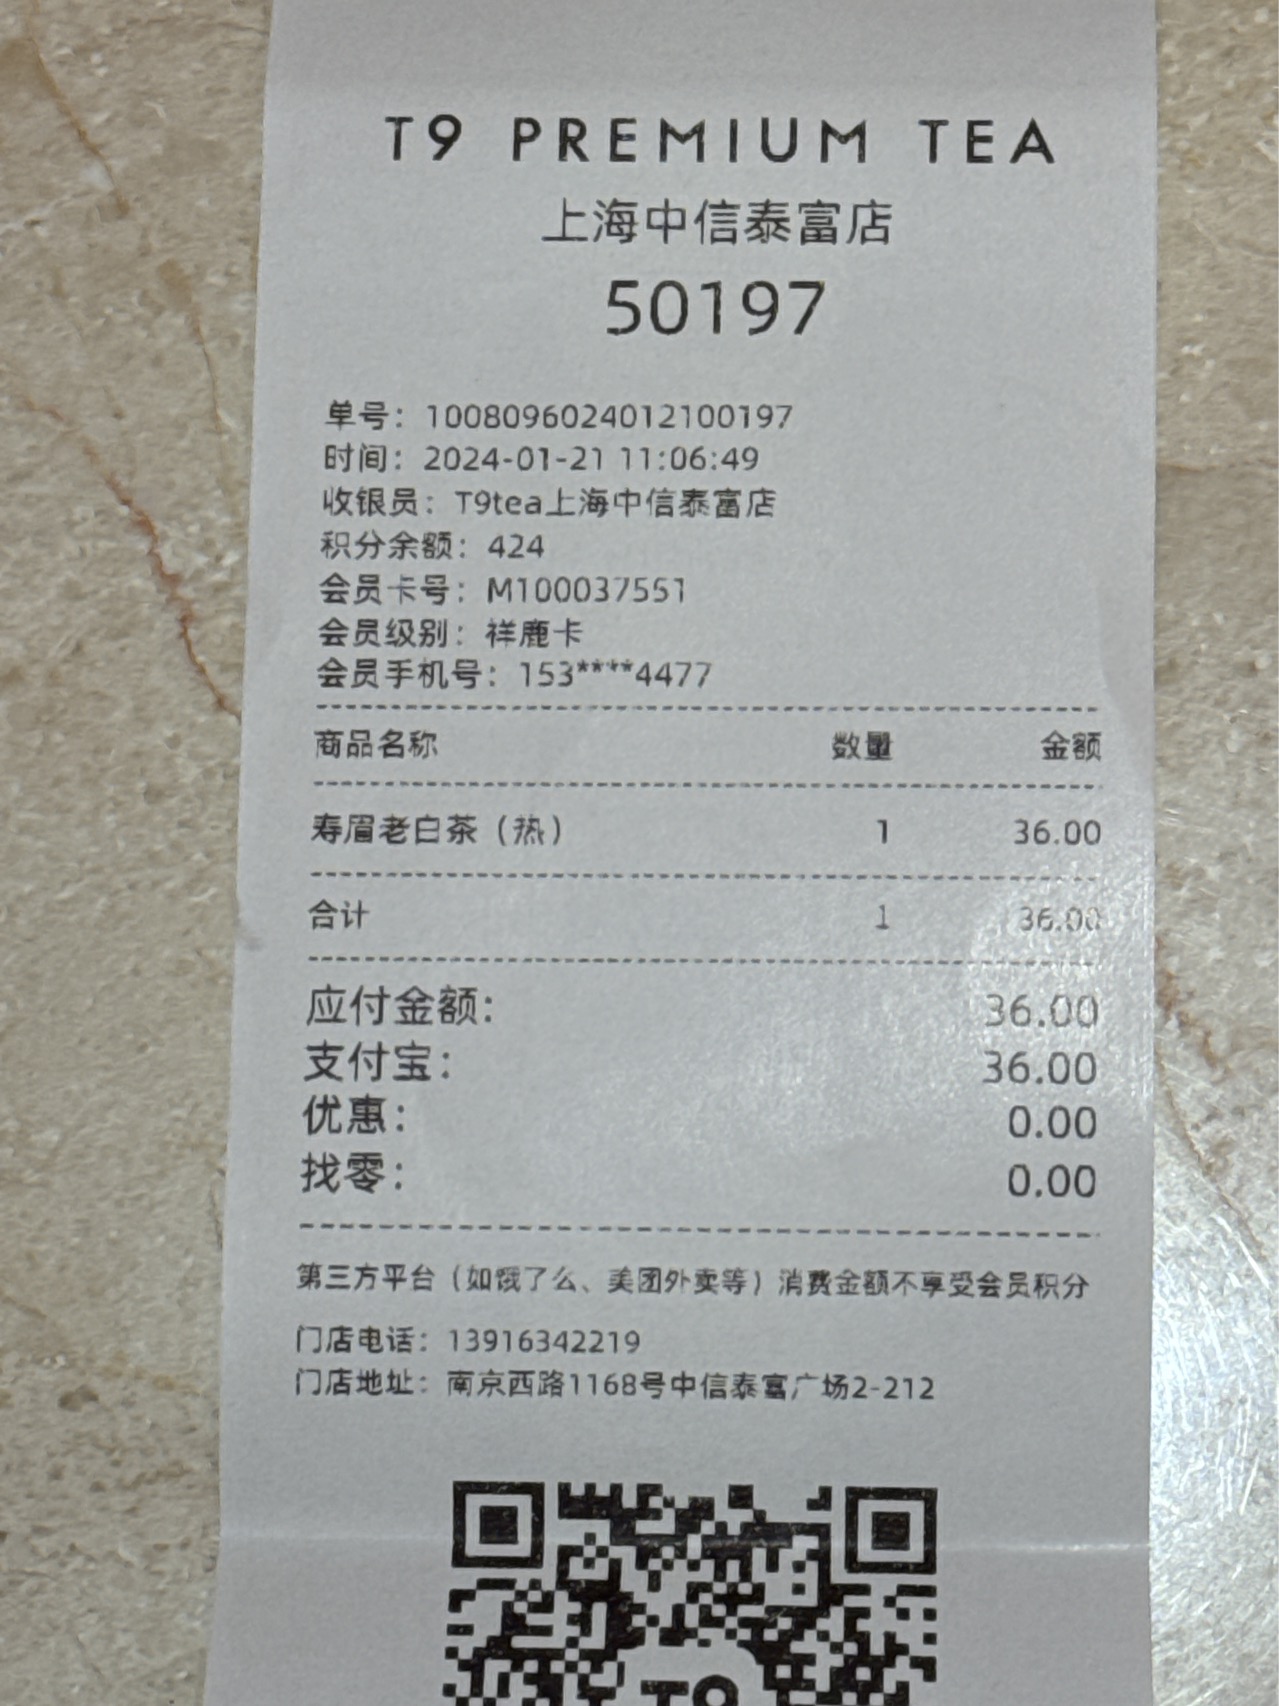 T9 PREMIUM TEA
上海中信泰富店
50197
单号：1008096024012100197
时间：2024-01-21 11:06:49
收银员：T9tea上海中信泰富店
积分余额：424
会员卡号：M100037551
会员级别：祥鹿卡
会员手机号：153****4477
商品名称 数量 金额
寿眉老白茶（热） 1 36.00
合计 1 36.00
应付金额： 36.00
支付宝： 36.00
优惠： 0.00
找零： 0.00
第三方平台（如饿了么、美团外卖等）消费金额不享受会员积分
门店电话：13916342219
门店地址：南京西路1168号中信泰富广场2-212
T9